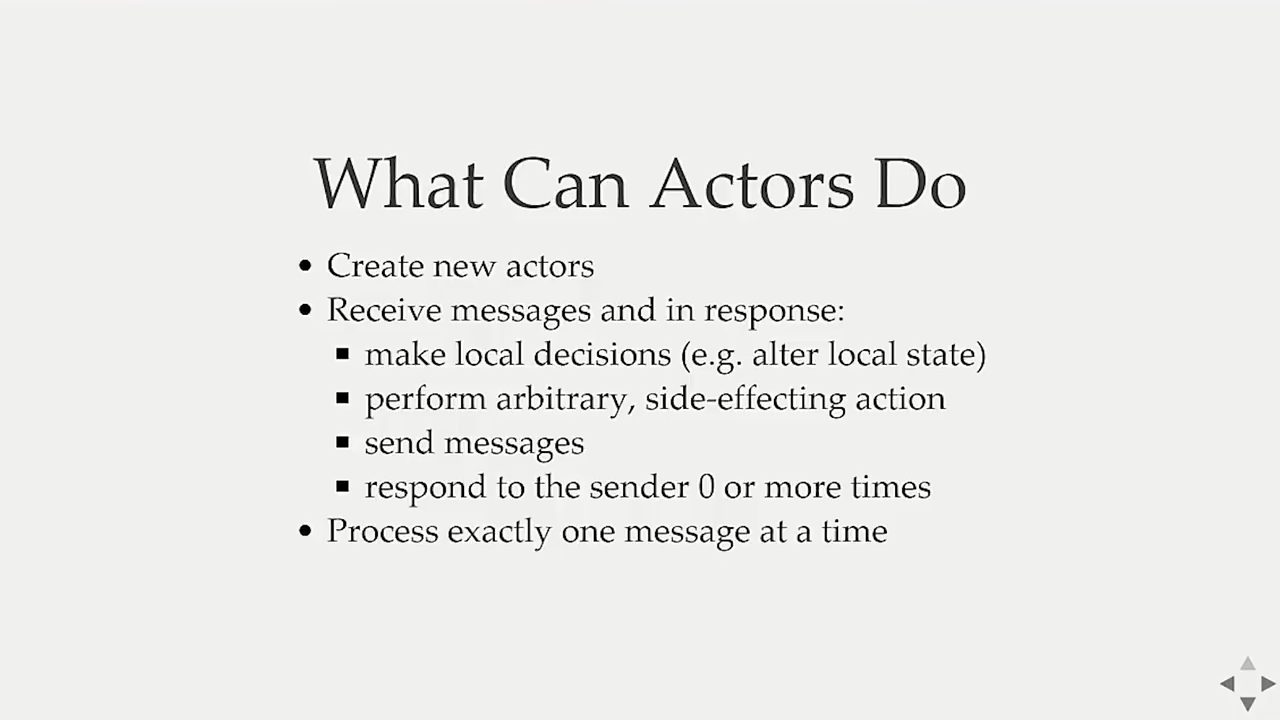 What Can Actors Do
• Create new actors
• Receive messages and in response:
▪ make local decisions (e.g. alter local state)
▪ perform arbitrary, side-effecting action
▪ send messages
▪ respond to the sender 0 or more times
• Process exactly one message at a time